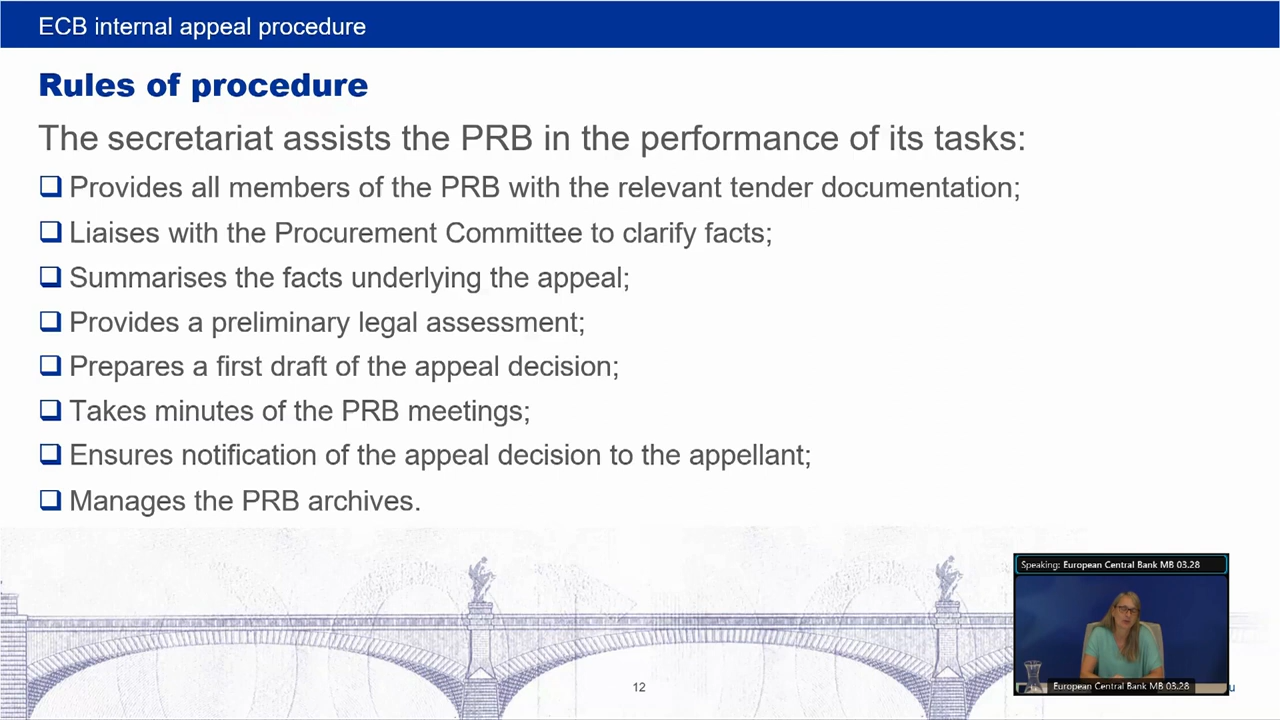 ECB internal appeal procedure
Rules of procedure
The secretariat assists the PRB in the performance of its tasks:
Provides all members of the PRB with the relevant tender documentation;
Liaises with the Procurement Committee to clarify facts;
Summarises the facts underlying the appeal;
Provides a preliminary legal assessment;
Prepares a first draft of the appeal decision;
Takes minutes of the PRB meetings;
Ensures notification of the appeal decision to the appellant;
Manages the PRB archives.
Speaking: European Central Bank MB 03.28
European Central Bank MB 03.28
12